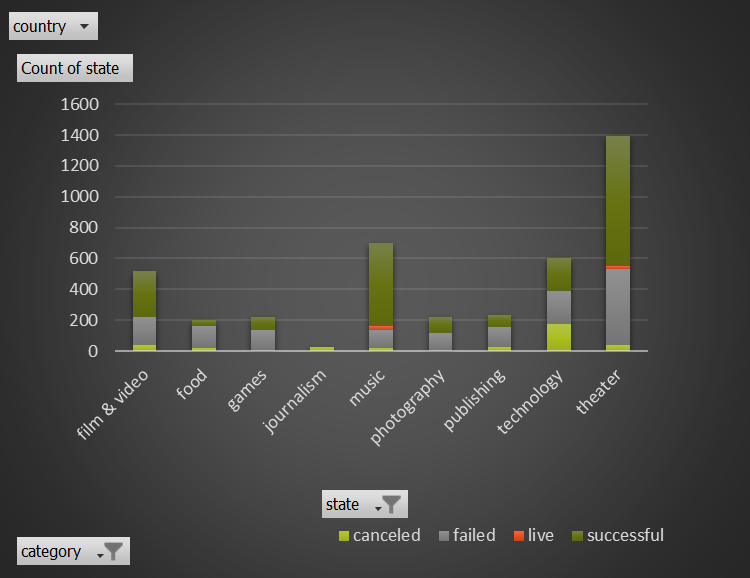 country
Count of state
1600
1400
1200
1000
800
600
400
200
0
film & video
food
games
journalism
music
photography
publishing
technology
theater
state
canceled failed live successful
category